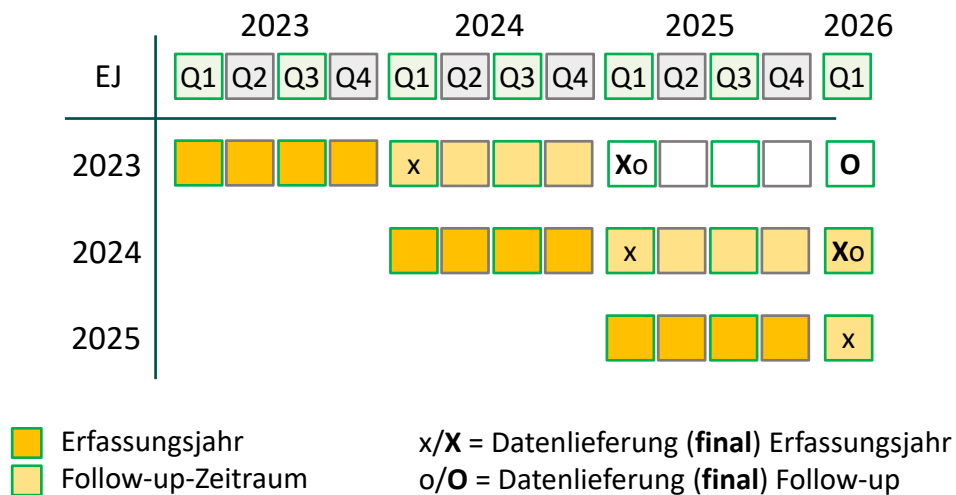 2023 2024 2025 2026
EJ Q1 Q2 Q3 Q4 Q1 Q2 Q3 Q4 Q1 Q2 Q3 Q4 Q1
2023 x Xo O
2024 x Xo
2025 x
Erfassungsjahr x/X = Datenlieferung (final) Erfassungsjahr
Follow-up-Zeitraum o/O = Datenlieferung (final) Follow-up